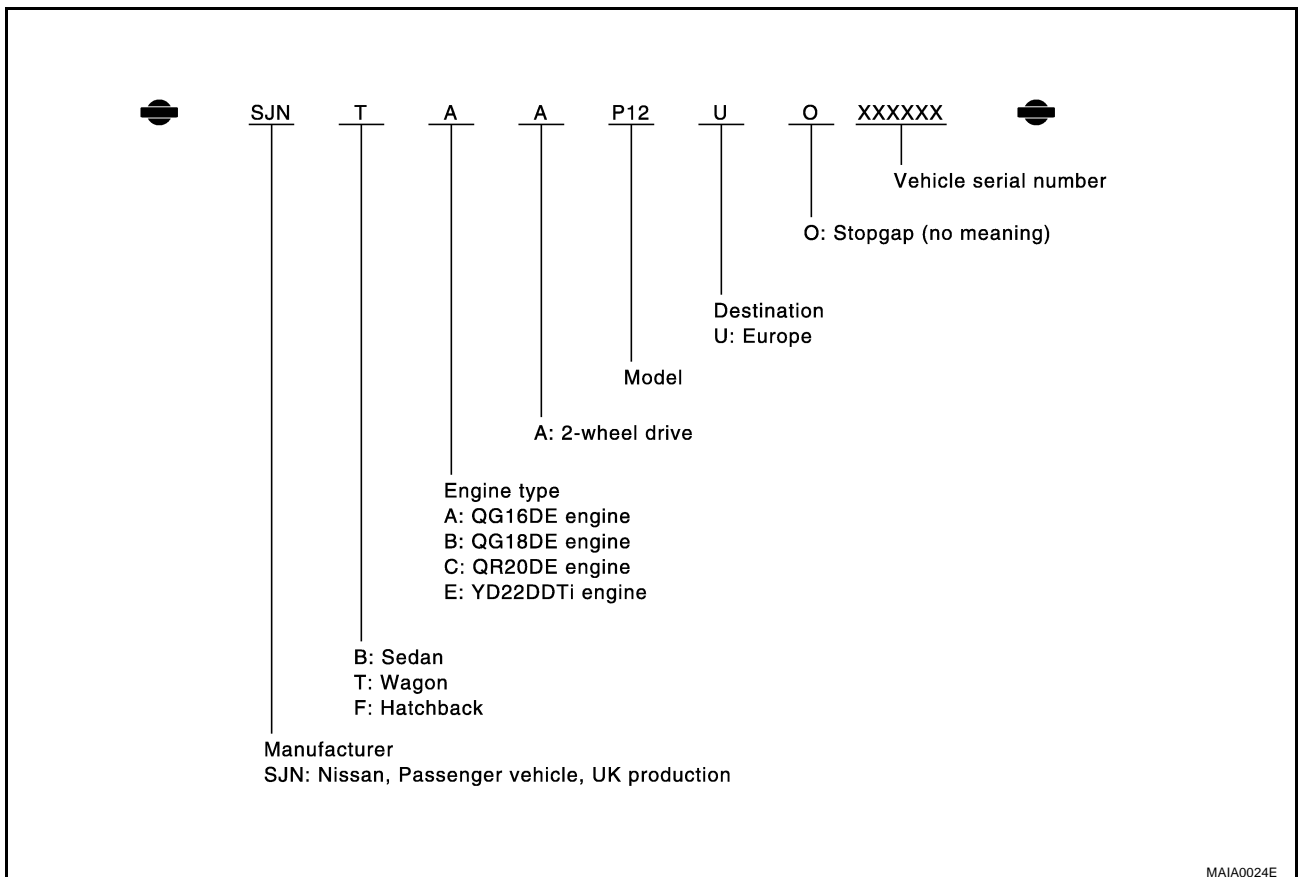 SJN T A A P12 U O XXXXXX
Vehicle serial number
O: Stopgap (no meaning)
Destination
U: Europe
Model
A: 2-wheel drive
Engine type
A: QG16DE engine
B: QG18DE engine
C: QR20DE engine
E: YD22DDTi engine
B: Sedan
T: Wagon
F: Hatchback
Manufacturer
SJN: Nissan, Passenger vehicle, UK production
MAIA0024E